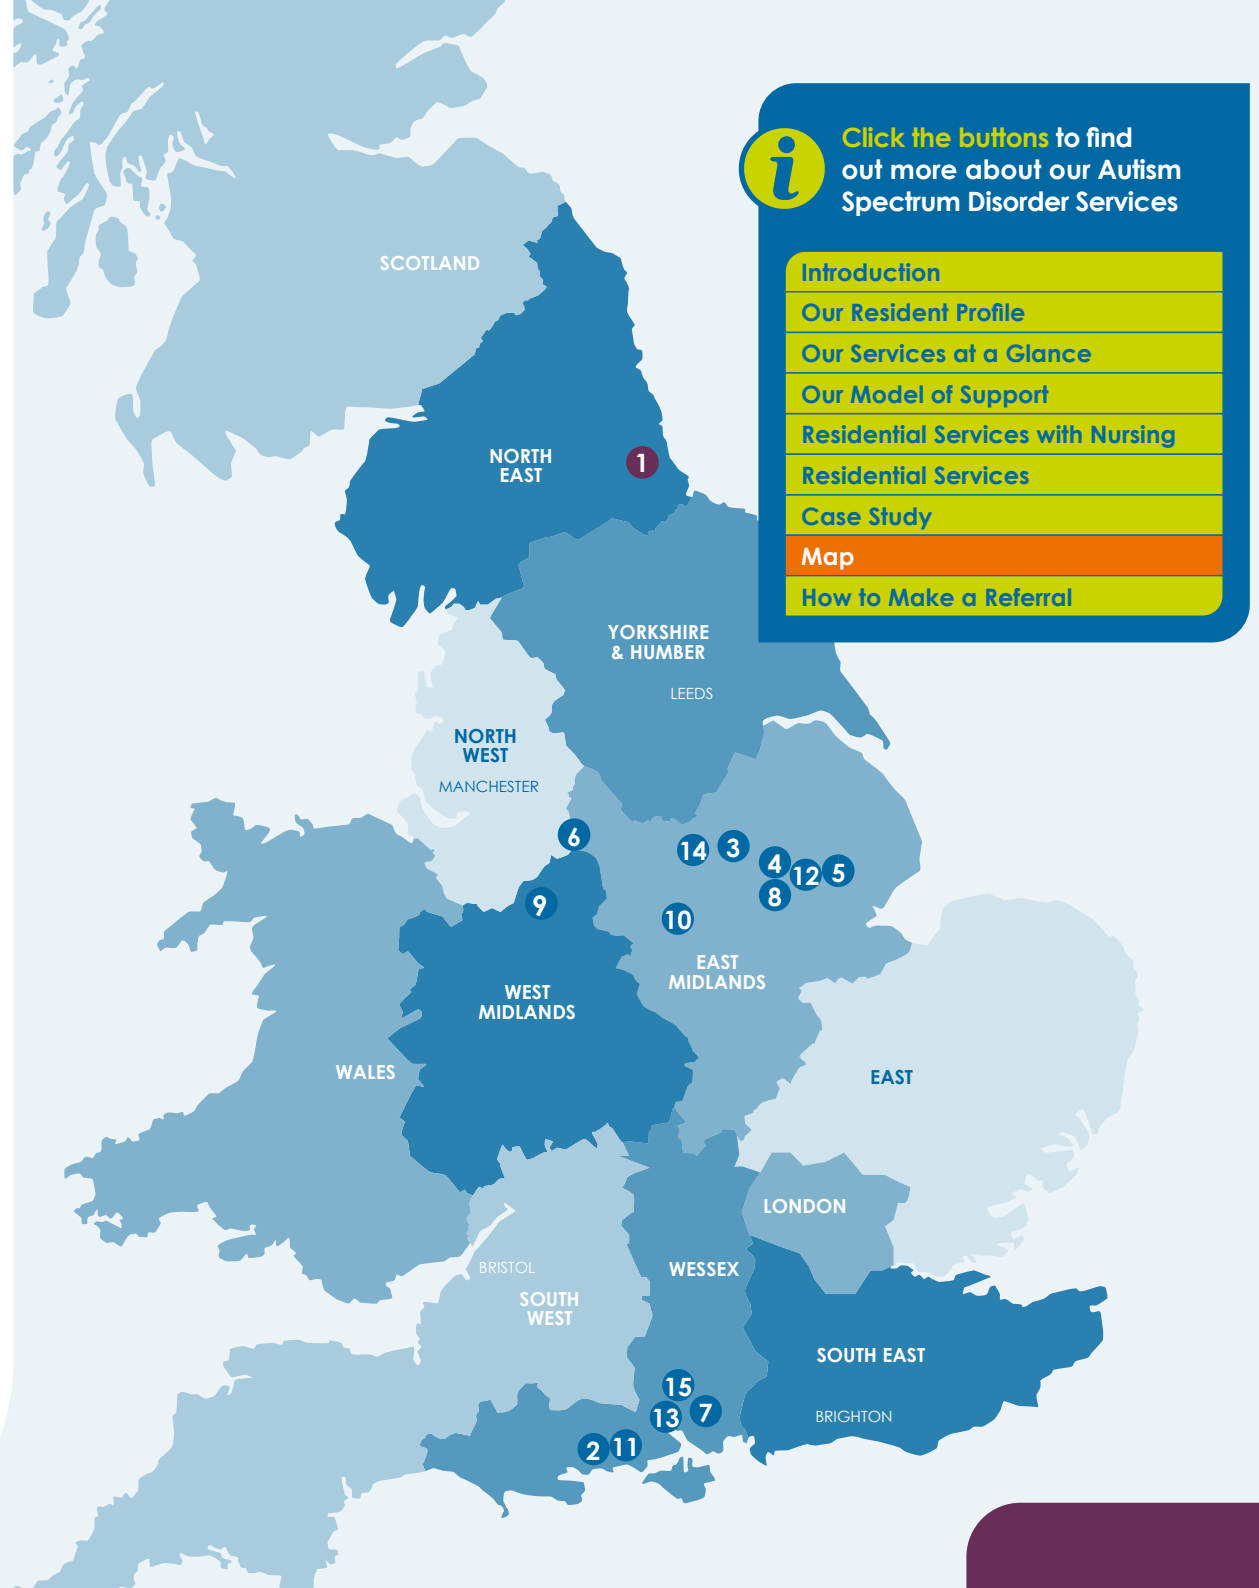 Click the buttons to find
out more about our Autism
Spectrum Disorder Services
Introduction
Our Resident Profile
Our Services at a Glance
Our Model of Support
Residential Services with Nursing
Residential Services
Case Study
Map
How to Make a Referral
SCOTLAND
NORTH
EAST
1
YORKSHIRE
& HUMBER
LEEDS
NORTH
WEST
MANCHESTER
6
14
3
4
12
5
8
9
10
EAST
MIDLANDS
WEST
MIDLANDS
WALES
EAST
LONDON
BRISTOL
WESSEX
SOUTH
WEST
SOUTH EAST
15
13
7
BRIGHTON
2
11